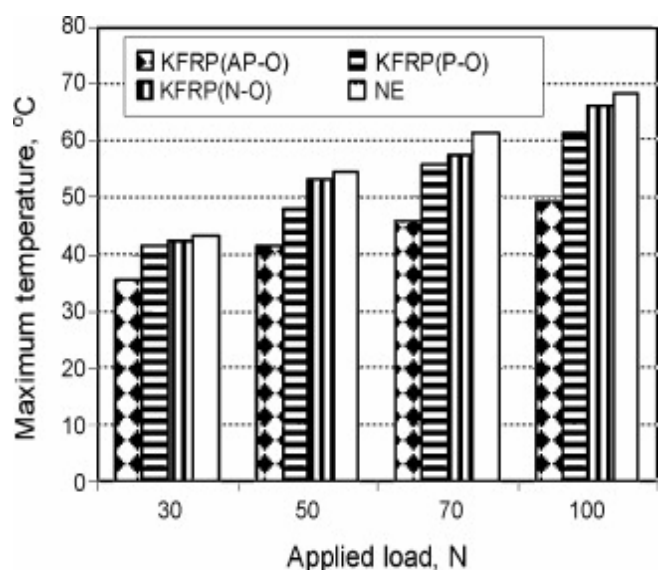 80
70
60
50
40
30
20
10
0
Maximum temperature, °C
KFRP(AP-O) KFRP(P-O)
KFRP(N-O) NE
30 50 70 100
Applied load, N